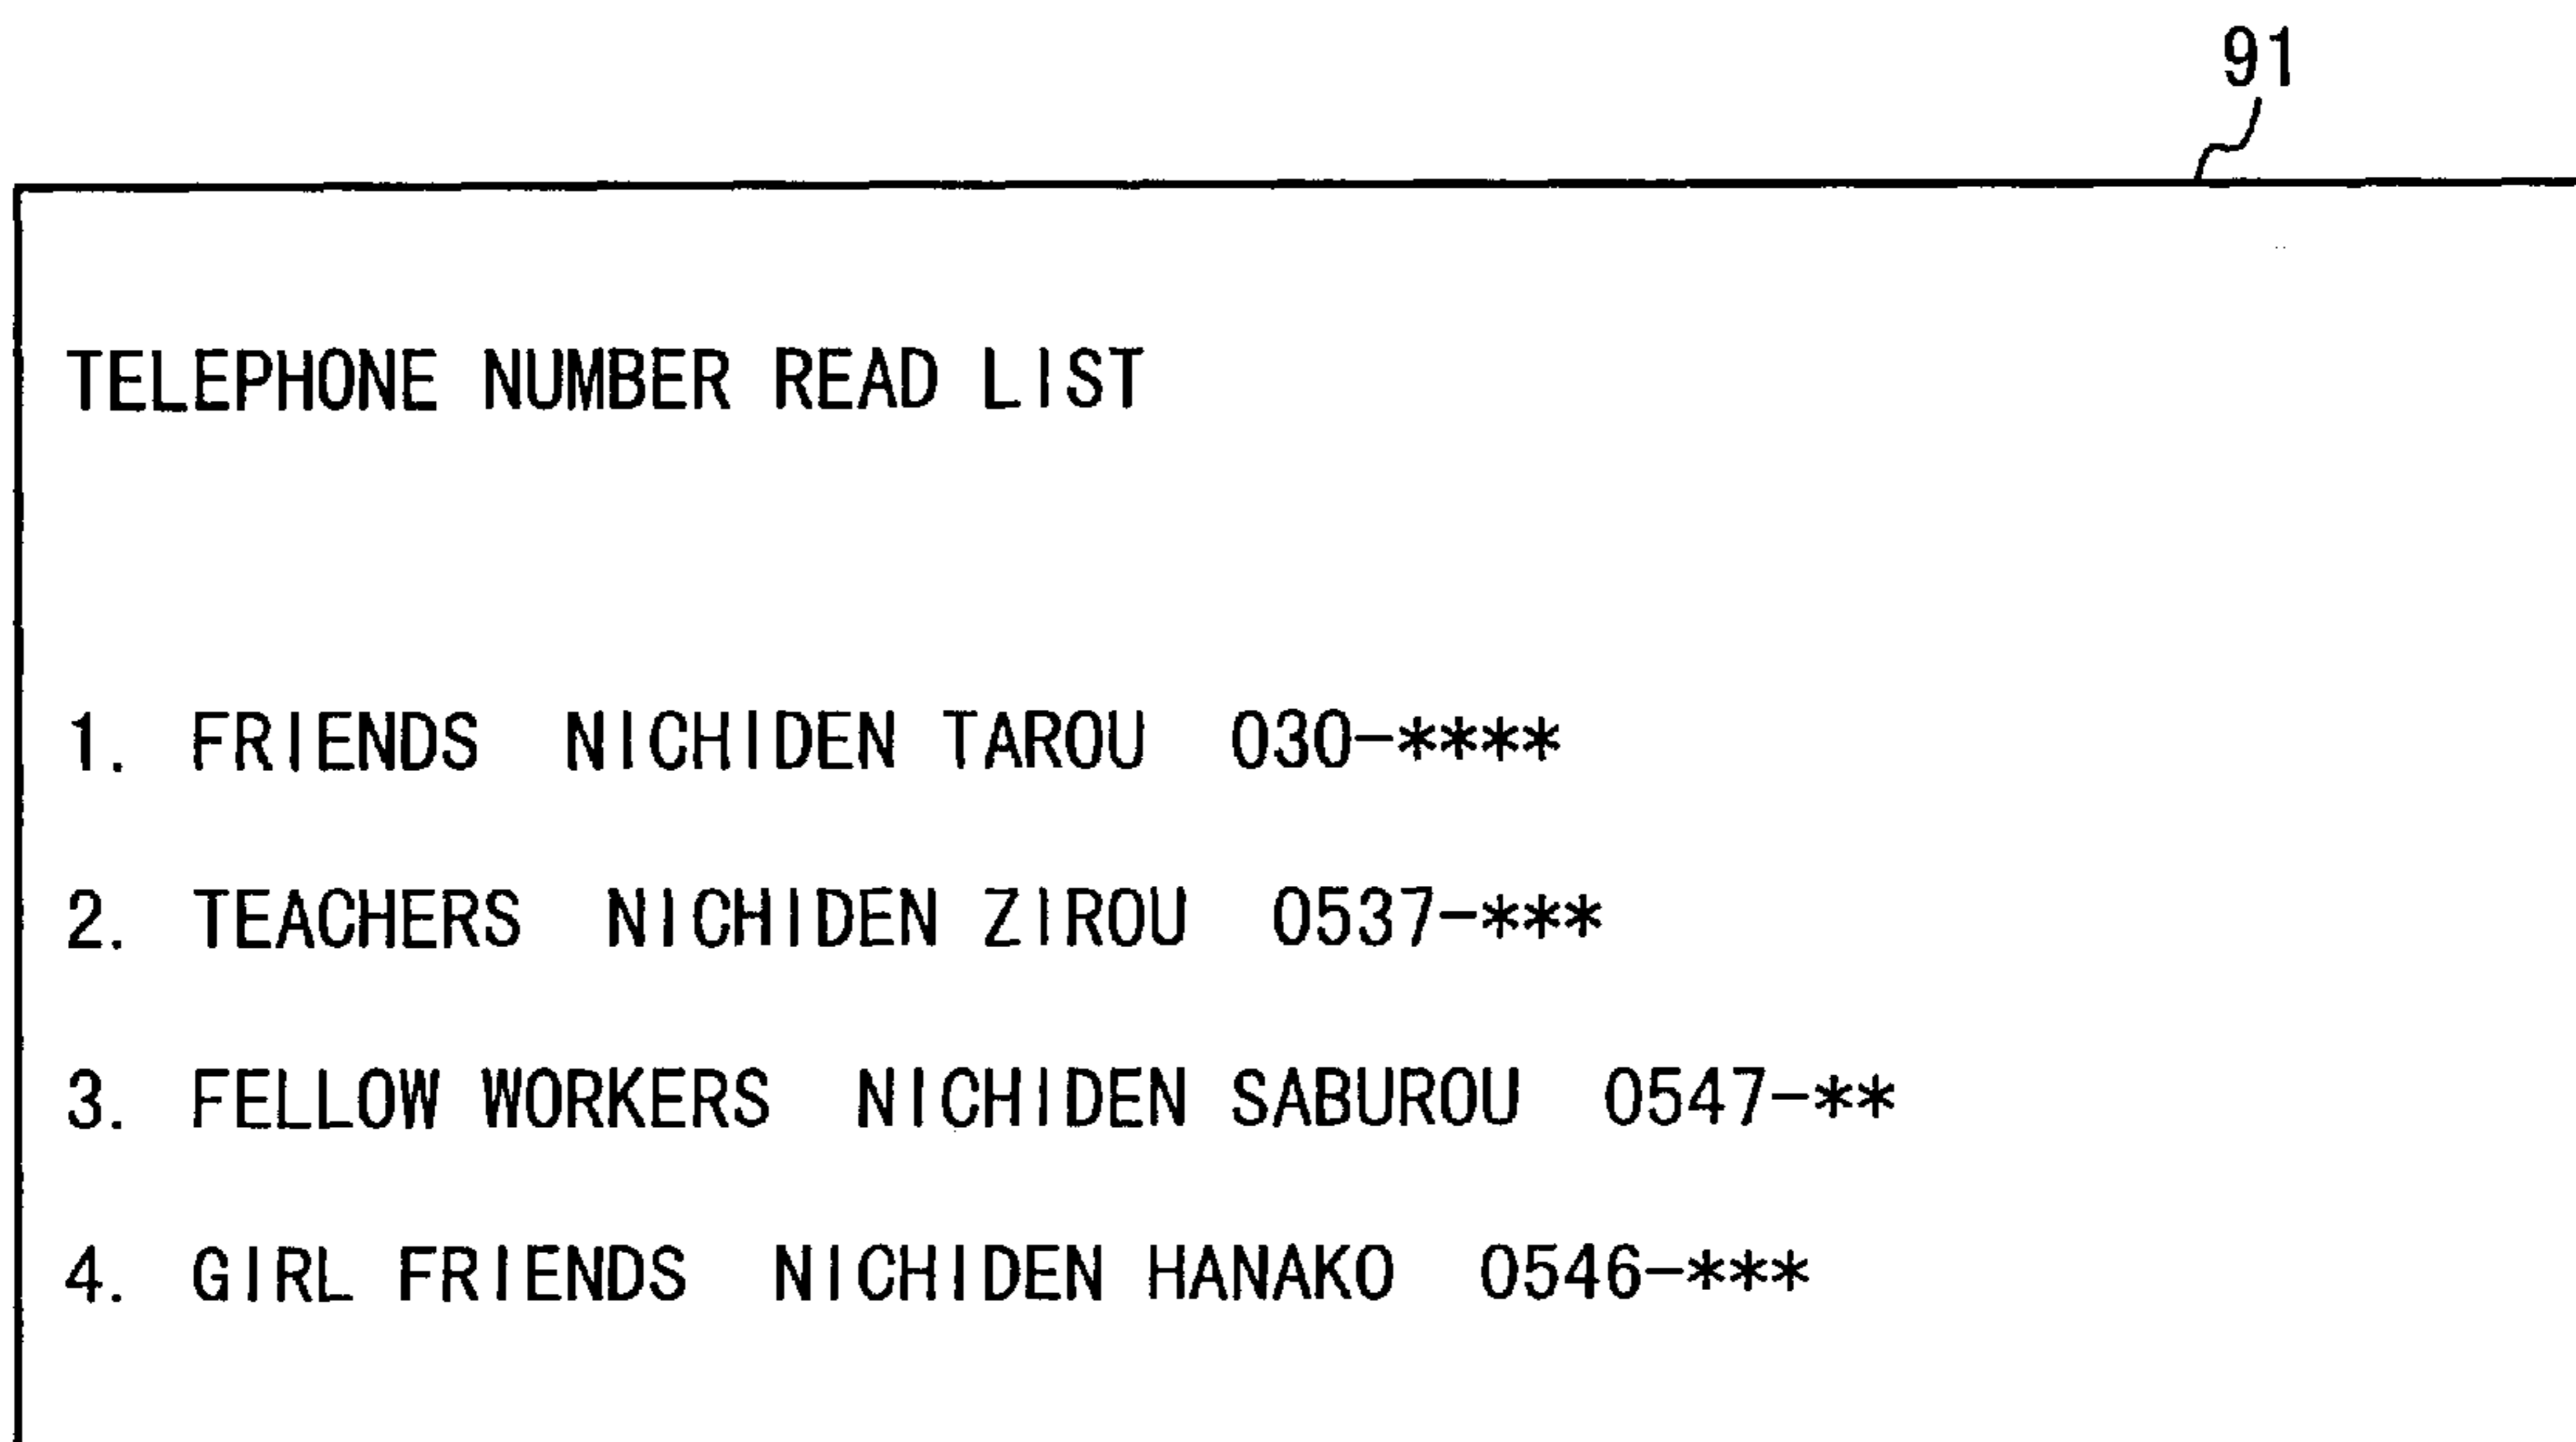 91
TELEPHONE NUMBER READ LIST
1. FRIENDS NICHIDEN TAROU 030-****
2. TEACHERS NICHIDEN ZIROU 0537-***
3. FELLOW WORKERS NICHIDEN SABUROU 0547-**
4. GIRL FRIENDS NICHIDEN HANAKO 0546-***